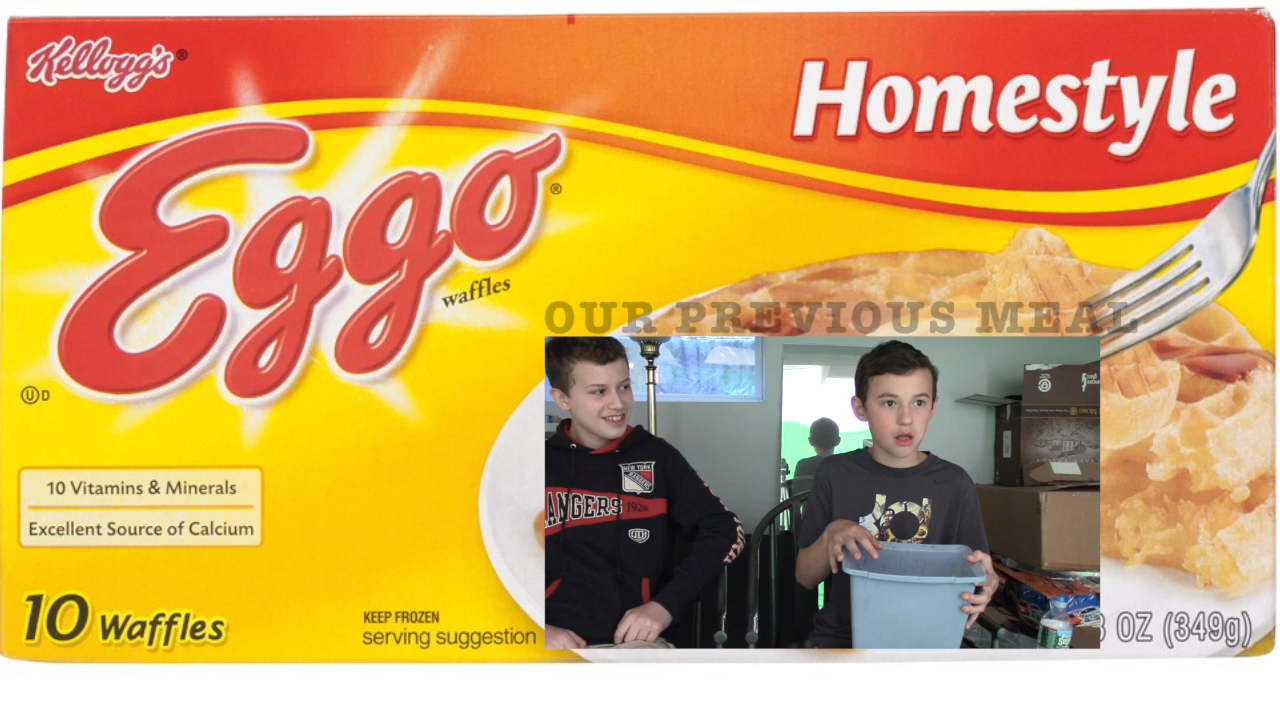 Kellogg's®
Homestyle
Eggo®
waffles
OUR PREVIOUS MEAL
UD
NEW YORK
RANGERS
ANGERS 1926
10 Vitamins & Minerals
Excellent Source of Calcium
10 Waffles
KEEP FROZEN
serving suggestion
OZ (349g)